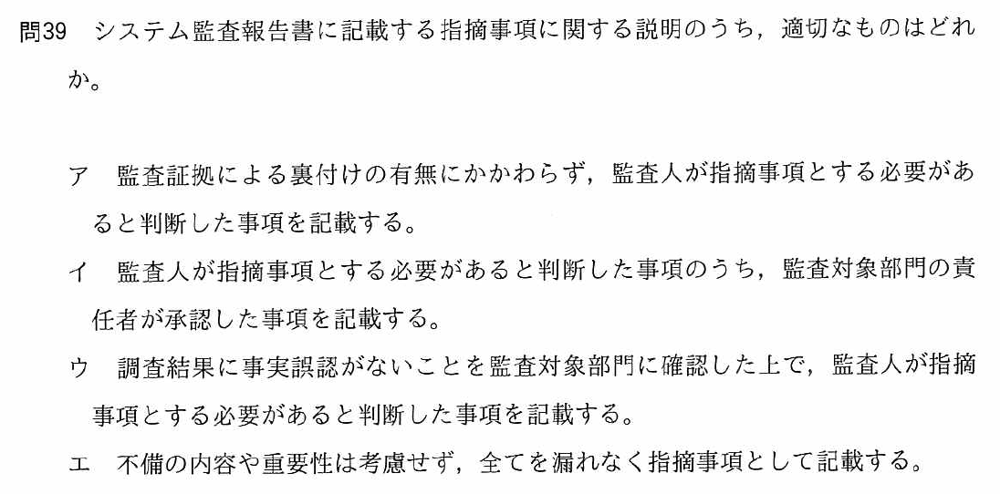 問39　システム監査報告書に記載する指摘事項に関する説明のうち，適切なものはどれ
か。
ア　監査証拠による裏付けの有無にかかわらず，監査人が指摘事項とする必要があ
ると判断した事項を記載する。
イ　監査人が指摘事項とする必要があると判断した事項のうち，監査対象部門の責
任者が承認した事項を記載する。
ウ　調査結果に事実誤認がないことを監査対象部門に確認した上で，監査人が指摘
事項とする必要があると判断した事項を記載する。
エ　不備の内容や重要性は考慮せず，全てを漏れなく指摘事項として記載する。